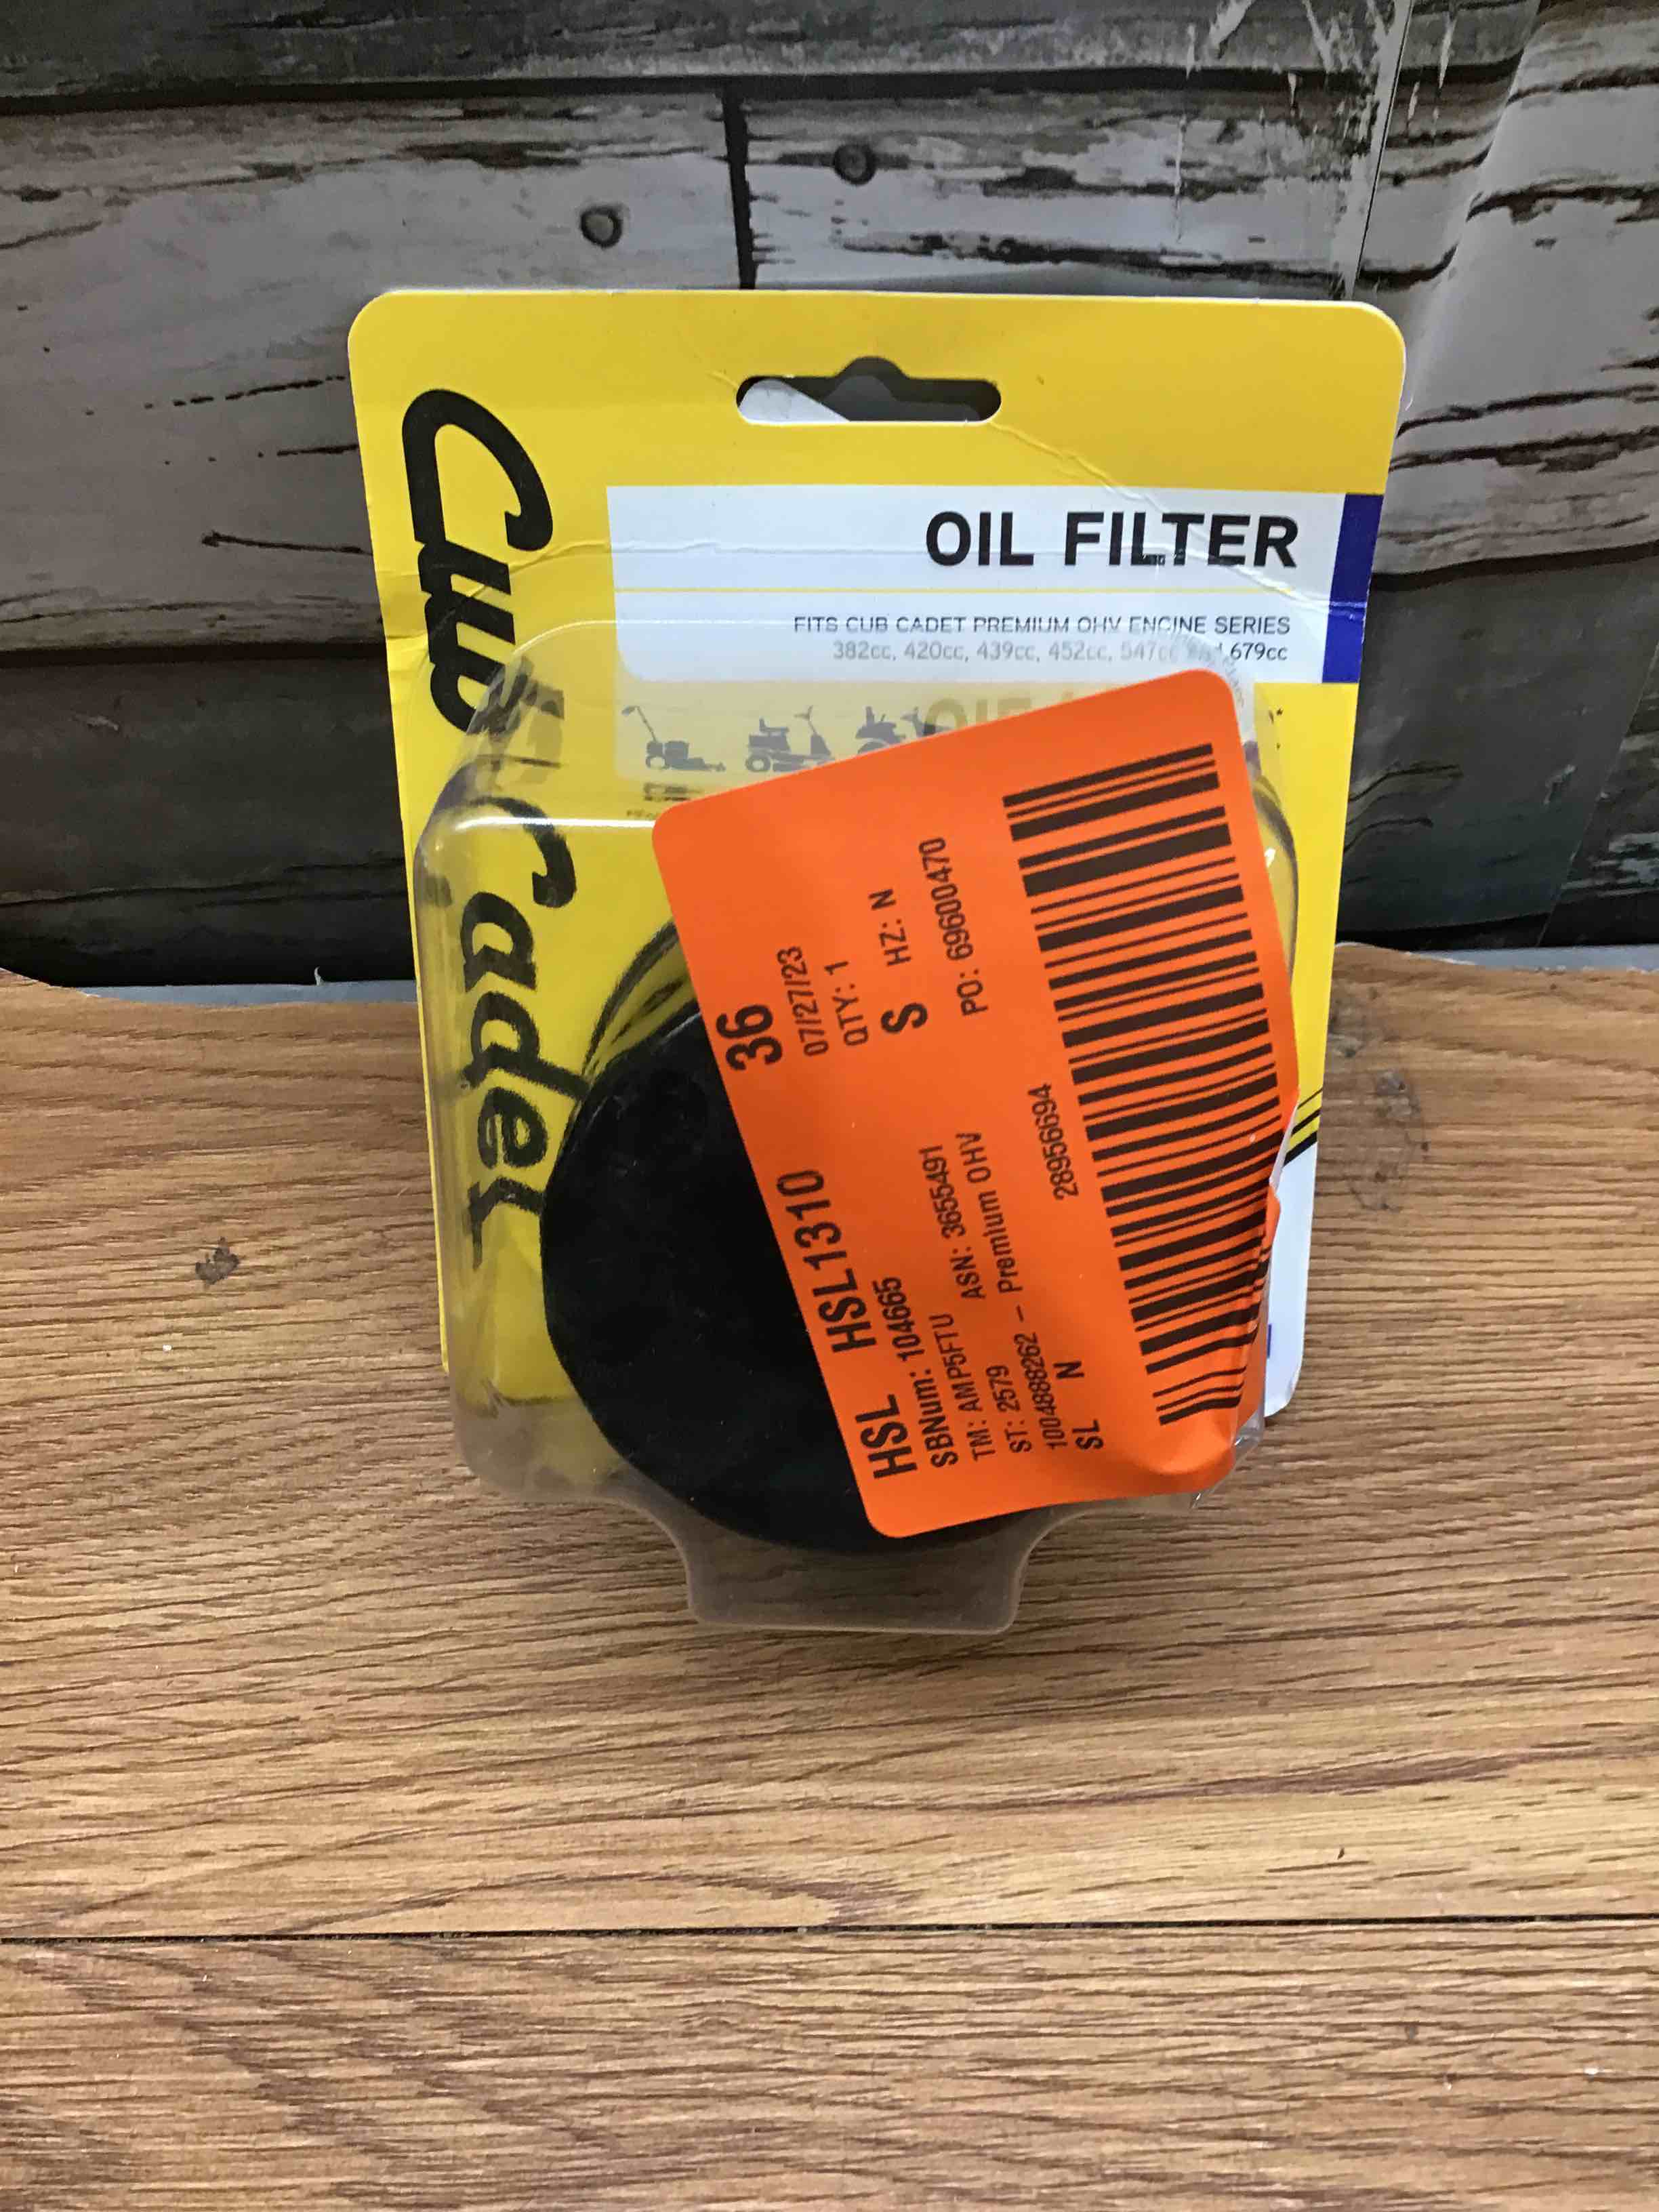 Cub Cadet
OIL FILTER
FITS CUB CADET PREMIUM OHV ENGINE SERIES
382cc, 420cc, 439cc, 452cc, 547cc and 679cc
HSL HSL1310 36
SBNum: 104665 07/27/23
TM: AMP5FTU ASN: 3655491 QTY: 1
ST: 2579 S HZ: N
1004888262 – Premium OHV PO: 69600470
SL N
28956694